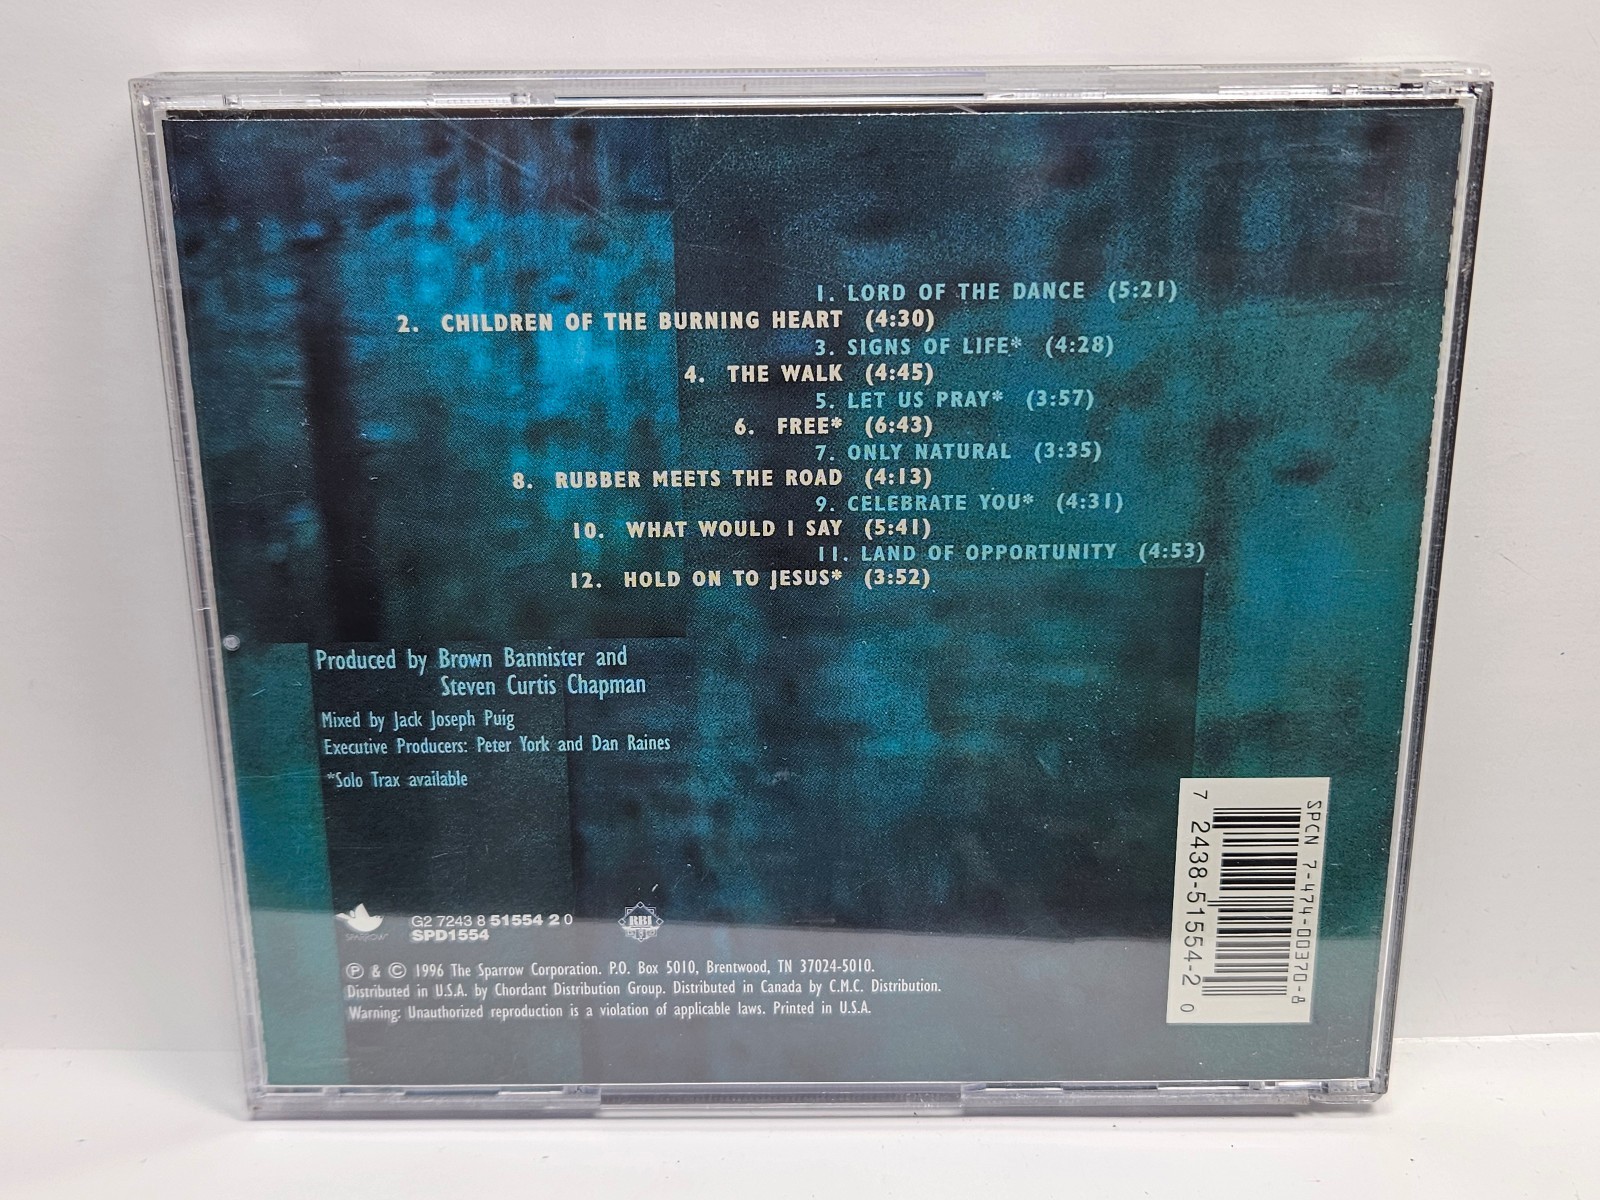 1. LORD OF THE DANCE (5:21)
2. CHILDREN OF THE BURNING HEART (4:30)
3. SIGNS OF LIFE* (4:28)
4. THE WALK (4:45)
5. LET US PRAY* (3:57)
6. FREE* (6:43)
7. ONLY NATURAL (3:35)
8. RUBBER MEETS THE ROAD (4:13)
9. CELEBRATE YOU* (4:31)
10. WHAT WOULD I SAY (5:41)
11. LAND OF OPPORTUNITY (4:53)
12. HOLD ON TO JESUS* (3:52)
Produced by Brown Bannister and
Steven Curtis Chapman
Mixed by Jack Joseph Puig
Executive Producers: Peter York and Dan Raines
*Solo Trax available
SPARROW
G2 7243 8 51554 2 0
SPD1554
RBI
Ⓟ & © 1996 The Sparrow Corporation. P.O. Box 5010, Brentwood, TN 37024-5010.
Distributed in U.S.A. by Chordant Distribution Group. Distributed in Canada by C.M.C. Distribution.
Warning: Unauthorized reproduction is a violation of applicable laws. Printed in U.S.A.
SPCN 7-474-00370-8
7 2438-51554-2 0